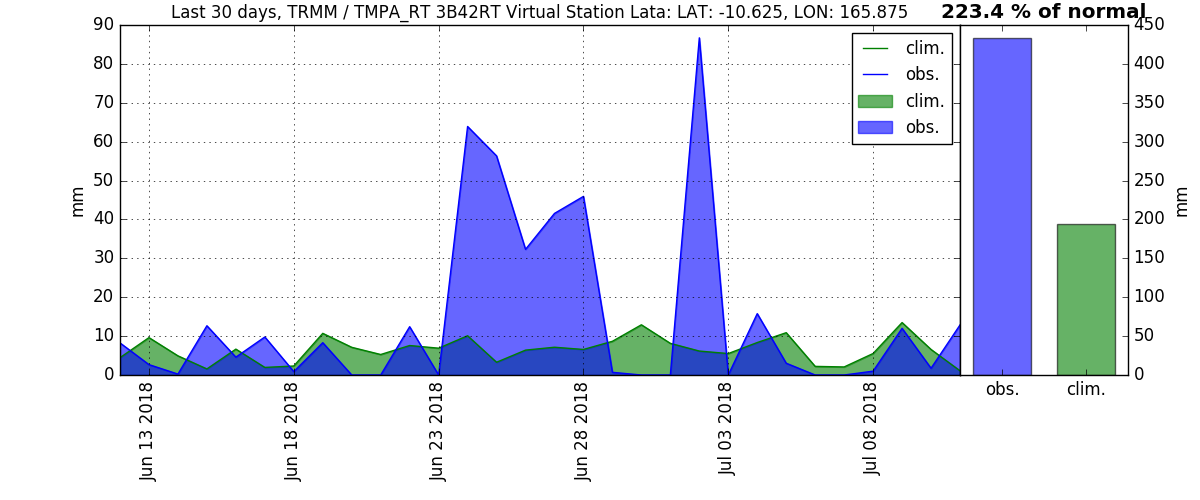 Last 30 days, TRMM / TMPA_RT 3B42RT Virtual Station Lata: LAT: -10.625, LON: 165.875
223.4 % of normal
90
80
70
60
50
40
30
20
10
0
mm
Jun 13 2018
Jun 18 2018
Jun 23 2018
Jun 28 2018
Jul 03 2018
Jul 08 2018
clim.
obs.
clim.
obs.
450
400
350
300
250
200
150
100
50
0
mm
obs.
clim.